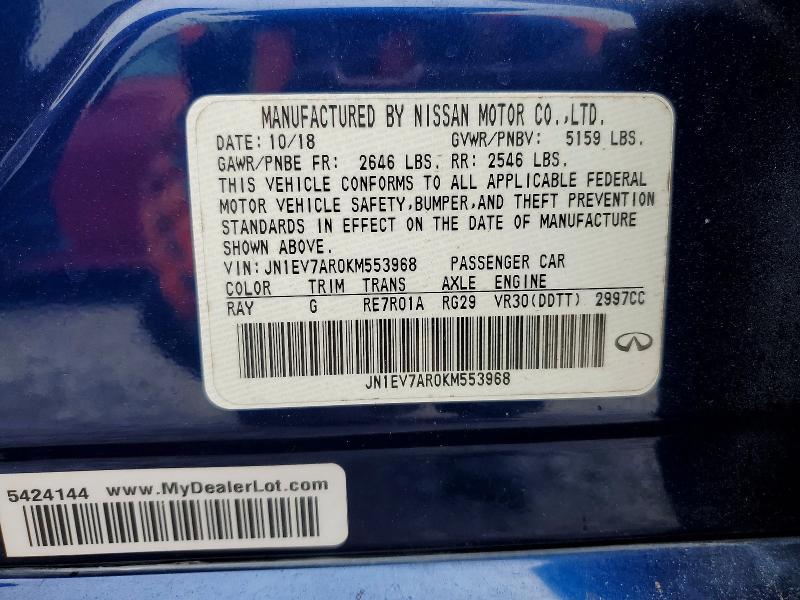 MANUFACTURED BY NISSAN MOTOR CO.,LTD.
DATE: 10/18 GVWR/PNBV: 5159 LBS.
GAWR/PNBE FR: 2646 LBS. RR: 2546 LBS.
THIS VEHICLE CONFORMS TO ALL APPLICABLE FEDERAL
MOTOR VEHICLE SAFETY,BUMPER,AND THEFT PREVENTION
STANDARDS IN EFFECT ON THE DATE OF MANUFACTURE
SHOWN ABOVE.
VIN: JN1EV7AR0KM553968 PASSENGER CAR
COLOR TRIM TRANS AXLE ENGINE
RAY G RE7R01A RG29 VR30(DDTT) 2997CC
JN1EV7AR0KM553968
5424144 www.MyDealerLot.com